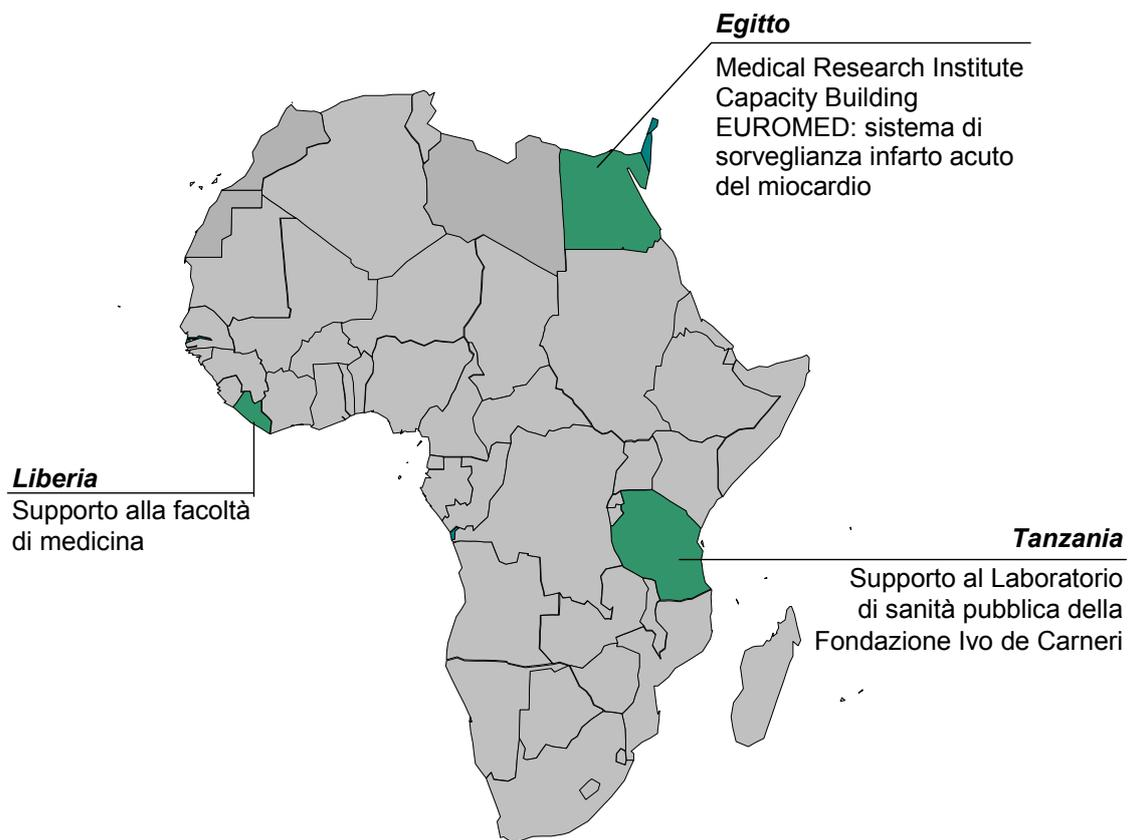 Egitto
Medical Research Institute
Capacity Building
EUROMED: sistema di
sorveglianza infarto acuto
del miocardio
Liberia
Supporto alla facoltà
di medicina
Tanzania
Supporto al Laboratorio
di sanità pubblica della
Fondazione Ivo de Carneri